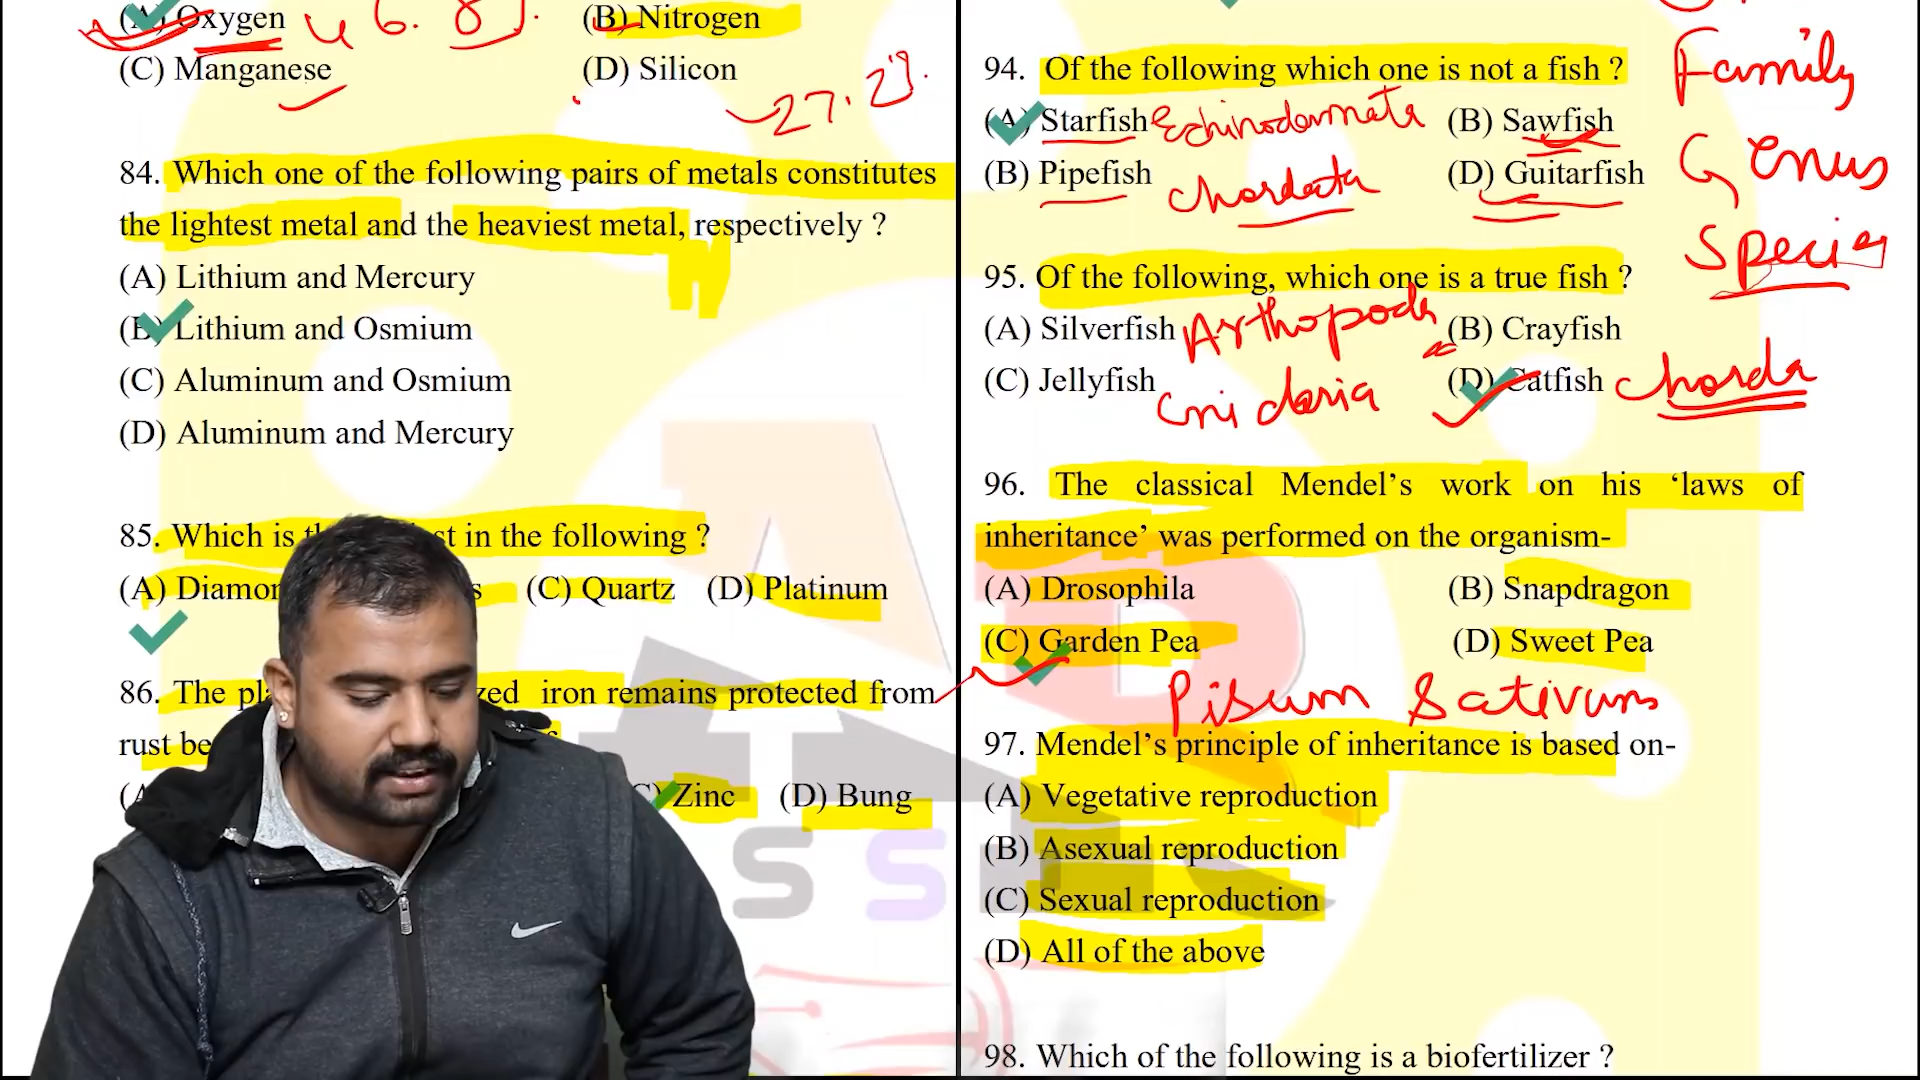 (A) Oxygen
46.8%.
(B) Nitrogen
(C) Manganese
(D) Silicon
27.2%.
84. Which one of the following pairs of metals constitutes
the lightest metal and the heaviest metal, respectively ?
(A) Lithium and Mercury
(B) Lithium and Osmium
(C) Aluminum and Osmium
(D) Aluminum and Mercury
85. Which is
in the following ?
(A)
(C) Quartz (D) Platinum
86. The
iron remains protected from
rust
Zinc (D) Bung
S S
94. Of the following which one is not a fish ?
(A) Starfish Echinodermata (B) Sawfish
(B) Pipefish Chordata (D) Guitarfish
95. Of the following, which one is a true fish ?
(A) Silverfish Arthopoda (B) Crayfish
(C) Jellyfish Cnidaria (D) Catfish Chorda
96. The classical Mendel’s work on his ‘laws of
inheritance’ was performed on the organism-
(A) Drosophila (B) Snapdragon
(C) Garden Pea (D) Sweet Pea
Pisum Sativum
97. Mendel’s principle of inheritance is based on-
(A) Vegetative reproduction
(B) Asexual reproduction
(C) Sexual reproduction
(D) All of the above
98. Which of the following is a biofertilizer ?
Family
Genus
Species